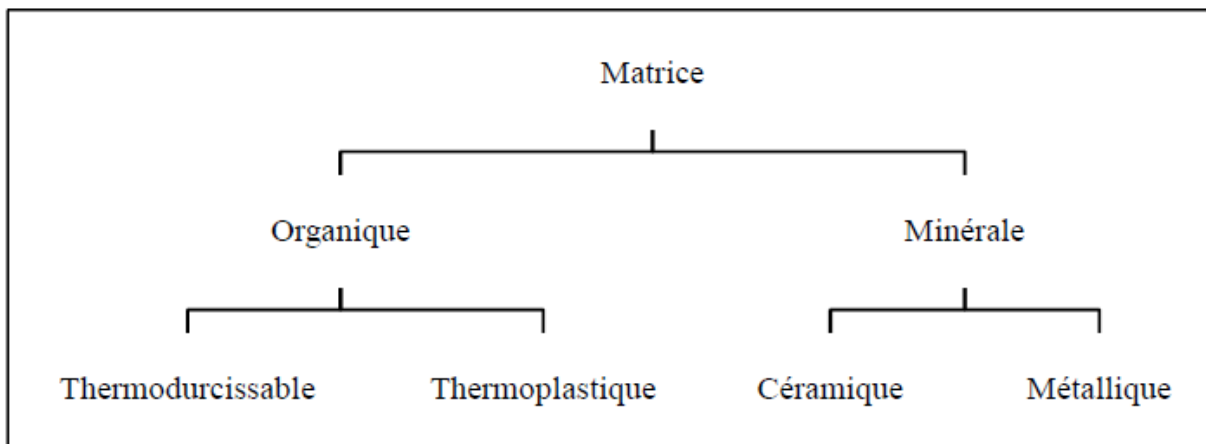 Matrice
Organique Minérale
Thermodurcissable Thermoplastique Céramique Métallique